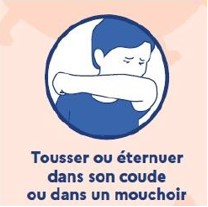 Tousser ou éternuer
dans son coude
ou dans un mouchoir